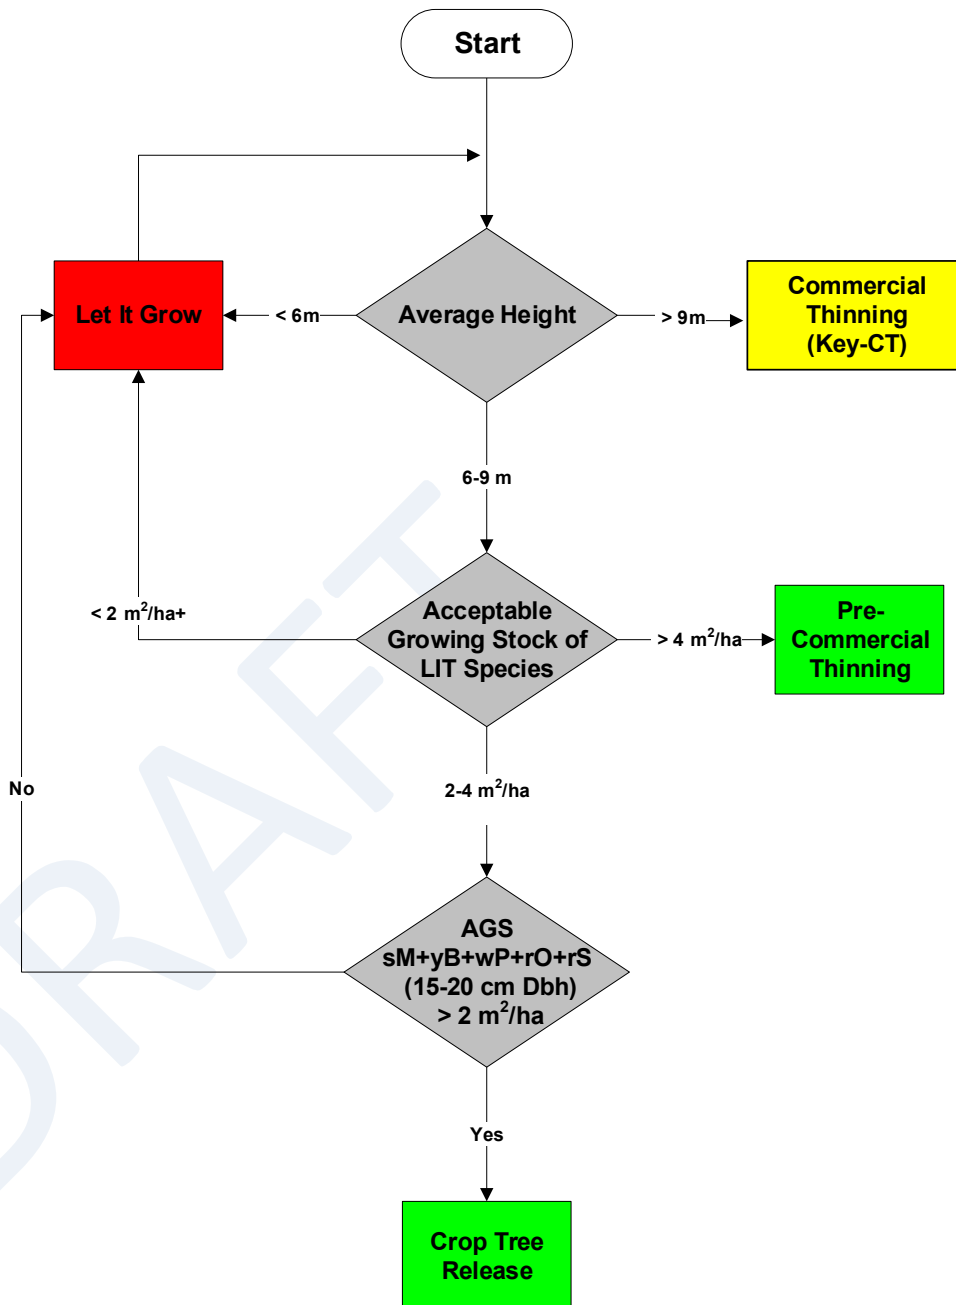 Start
Let It Grow
< 6m
Average Height
> 9m
Commercial
Thinning
(Key-CT)
6-9 m
< 2 m²/ha+
Acceptable
Growing Stock of
LIT Species
> 4 m²/ha
Pre-
Commercial
Thinning
No
2-4 m²/ha
AGS
sM+yB+wP+rO+rS
(15-20 cm Dbh)
> 2 m²/ha
Yes
Crop Tree
Release
DRAFT